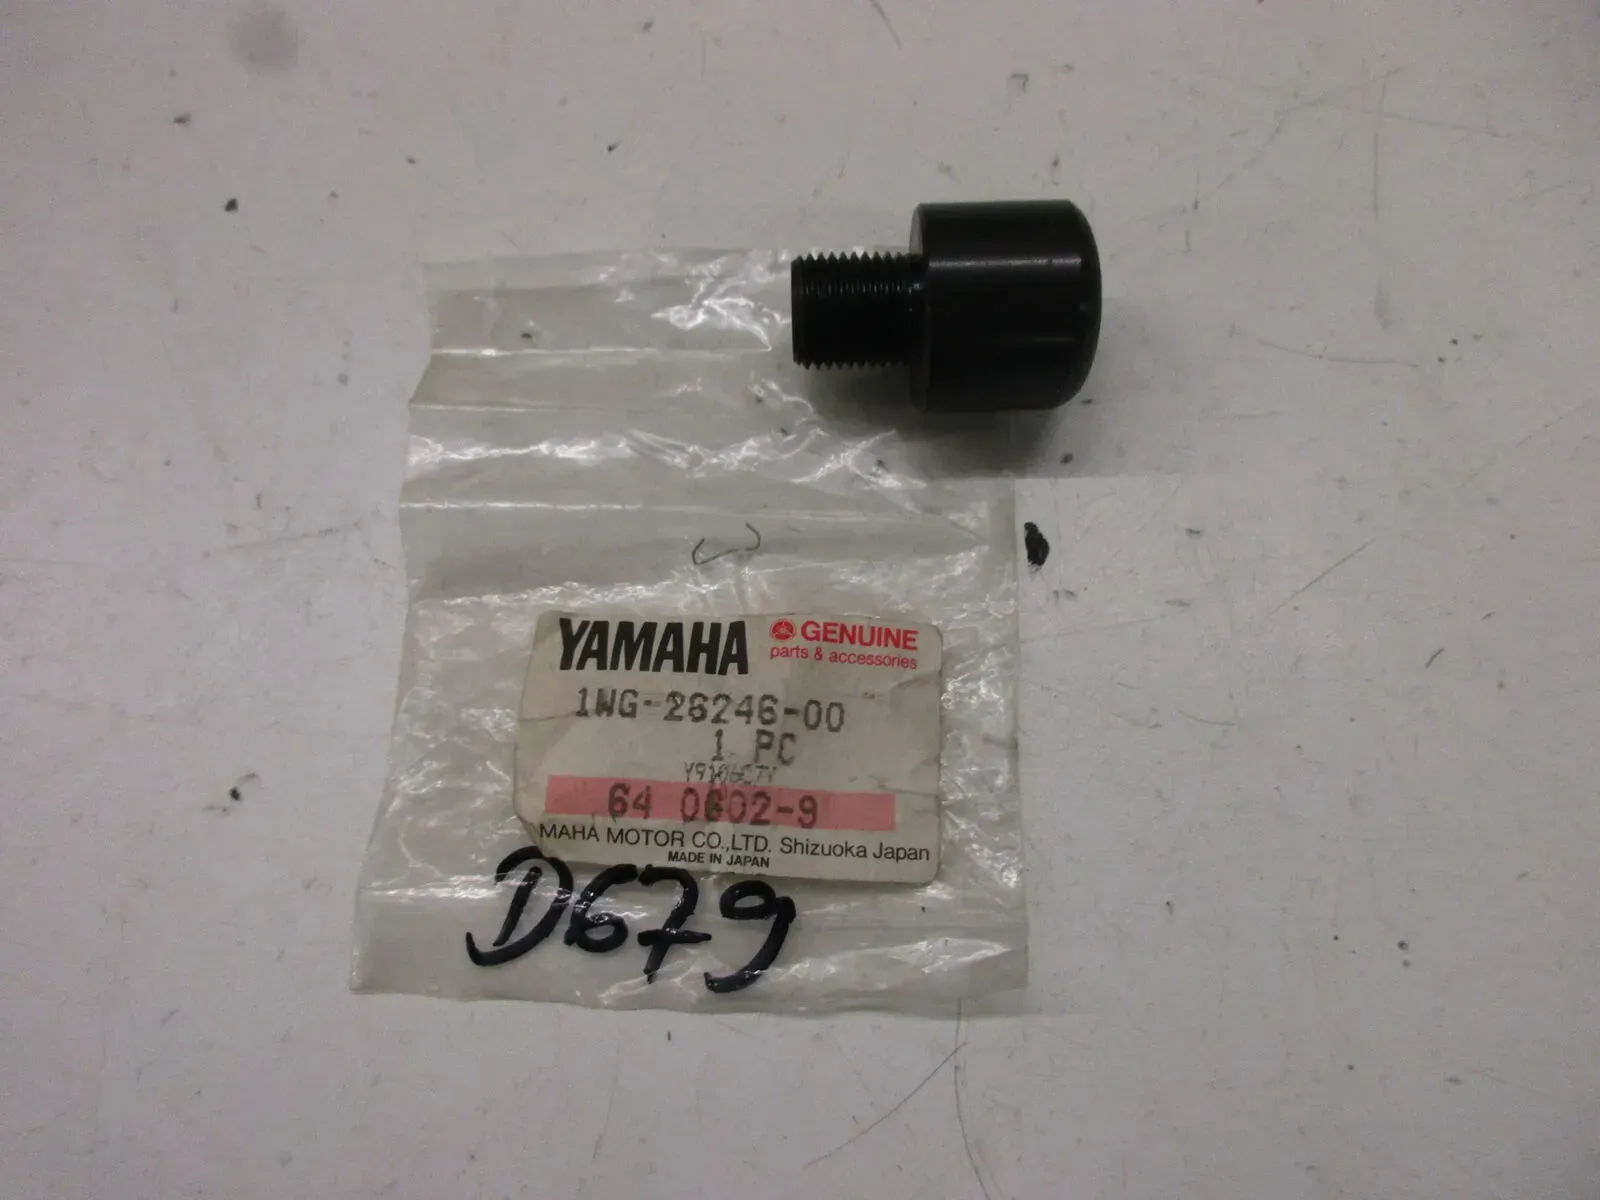 YAMAHA GENUINE
parts & accessories
1NG-26246-00
1 PC
64 0602-9
MAHA MOTOR CO.,LTD. Shizuoka Japan
MADE IN JAPAN
D679